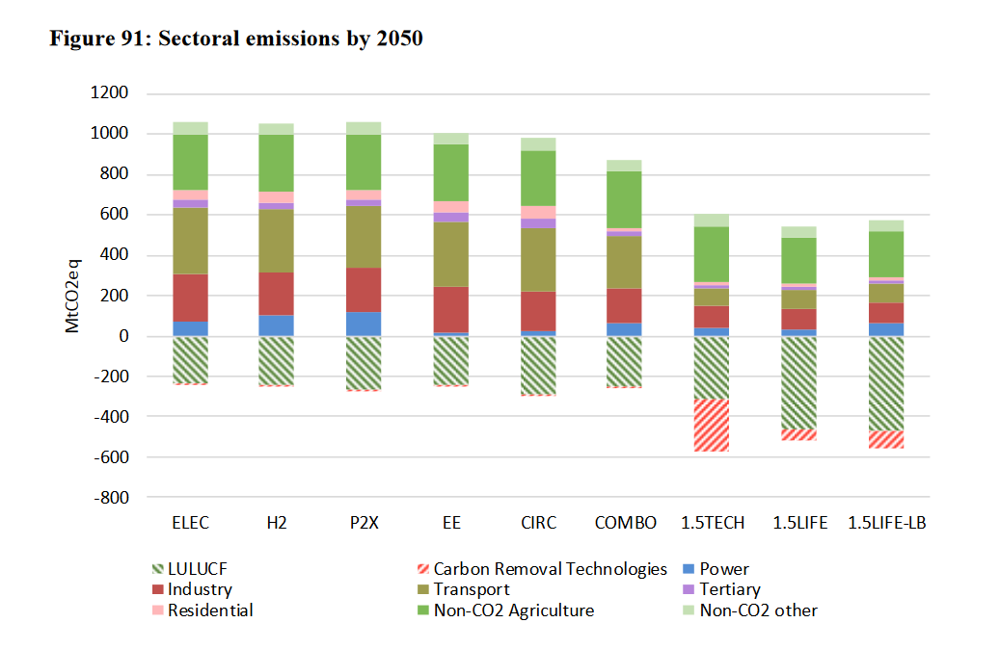 Figure 91: Sectoral emissions by 2050
1200
1000
800
600
400
200
0
-200
-400
-600
-800
MtCO2eq
ELEC H2 P2X EE CIRC COMBO 1.5TECH 1.5LIFE 1.5LIFE-LB
LULUCF Carbon Removal Technologies Power
Industry Transport Tertiary
Residential Non-CO2 Agriculture Non-CO2 other